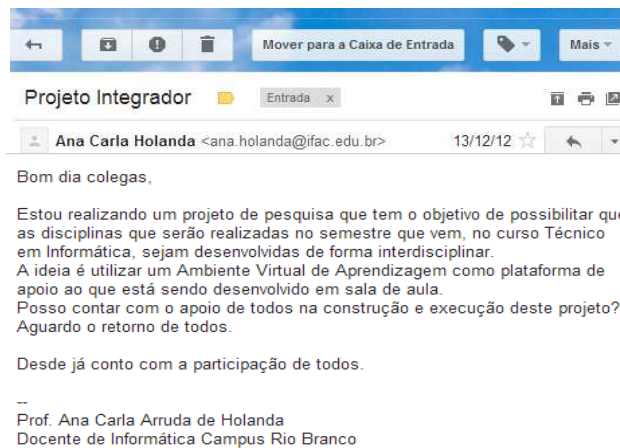 Mover para a Caixa de Entrada Mais
Projeto Integrador Entrada x
Ana Carla Holanda <ana.holanda@ifac.edu.br> 13/12/12
Bom dia colegas,
Estou realizando um projeto de pesquisa que tem o objetivo de possibilitar que
as disciplinas que serão realizadas no semestre que vem, no curso Técnico
em Informática, sejam desenvolvidas de forma interdisciplinar.
A ideia é utilizar um Ambiente Virtual de Aprendizagem como plataforma de
apoio ao que está sendo desenvolvido em sala de aula.
Posso contar com o apoio de todos na construção e execução deste projeto?
Aguardo o retorno de todos.
Desde já conto com a participação de todos.
--
Prof. Ana Carla Arruda de Holanda
Docente de Informática Campus Rio Branco